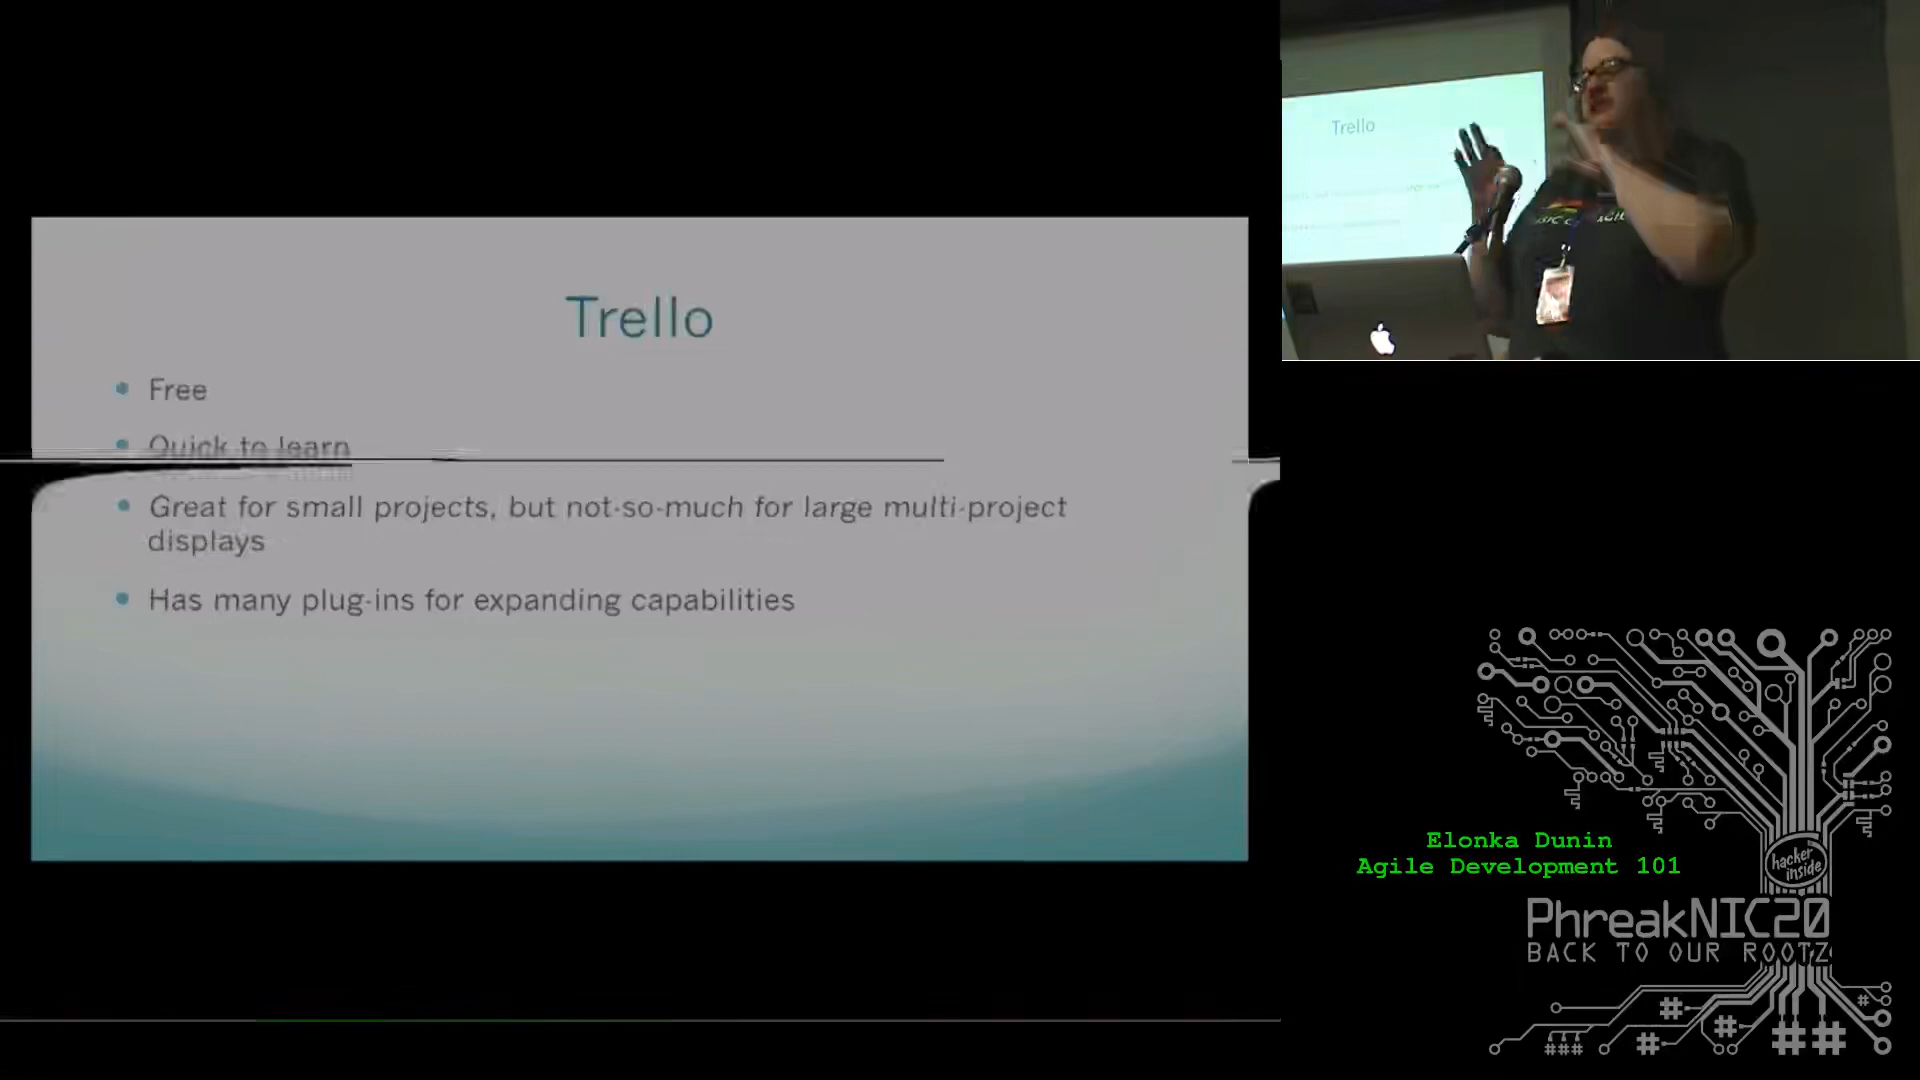 Trello
Free
Quick to learn
Great for small projects, but not-so-much for large multi-project
displays
Has many plug-ins for expanding capabilities
Trello
Elonka Dunin
Agile Development 101
hacker
inside
PhreakNIC20
BACK TO OUR ROOTZ